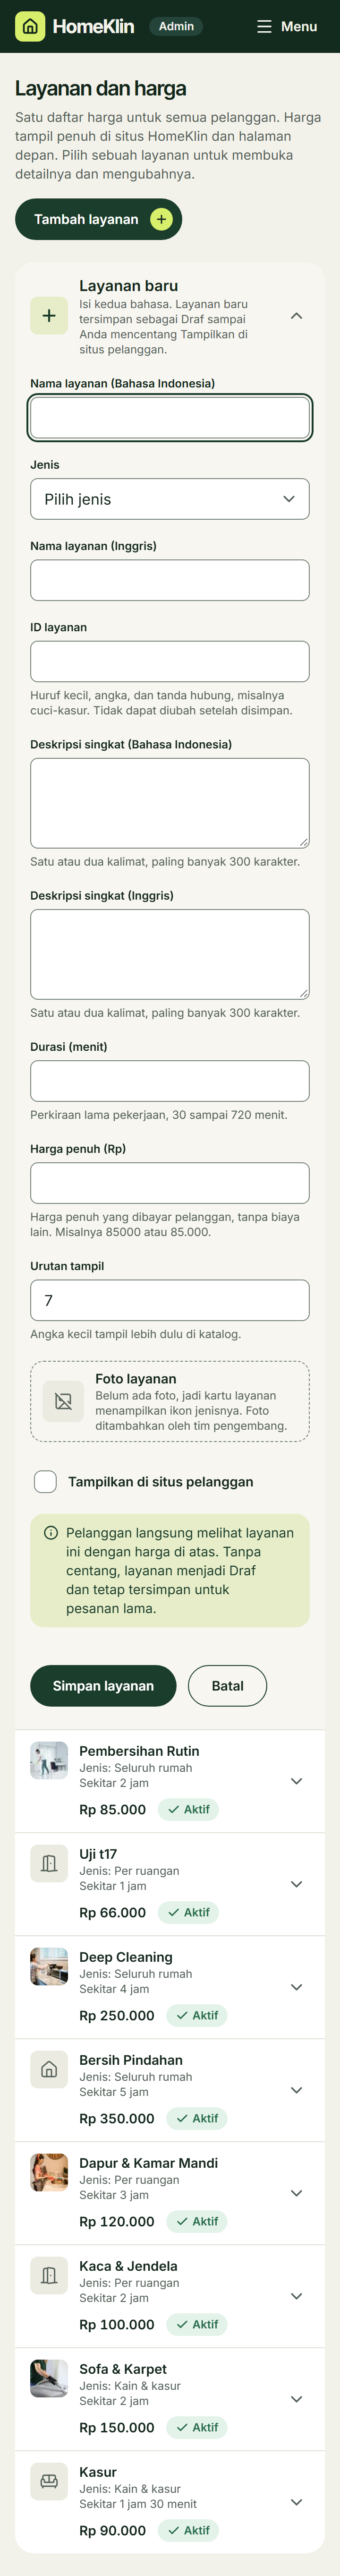 HomeKlin
Admin
Menu
Layanan dan harga
Satu daftar harga untuk semua pelanggan. Harga
tampil penuh di situs HomeKlin dan halaman
depan. Pilih sebuah layanan untuk membuka
detailnya dan mengubahnya.
Tambah layanan
Layanan baru
Isi kedua bahasa. Layanan baru
tersimpan sebagai Draf sampai
Anda mencentang Tampilkan di
situs pelanggan.
Nama layanan (Bahasa Indonesia)
Jenis
Pilih jenis
Nama layanan (Inggris)
ID layanan
Huruf kecil, angka, dan tanda hubung, misalnya
cuci-kasur. Tidak dapat diubah setelah disimpan.
Deskripsi singkat (Bahasa Indonesia)
Satu atau dua kalimat, paling banyak 300 karakter.
Deskripsi singkat (Inggris)
Satu atau dua kalimat, paling banyak 300 karakter.
Durasi (menit)
Perkiraan lama pekerjaan, 30 sampai 720 menit.
Harga penuh (Rp)
Harga penuh yang dibayar pelanggan, tanpa biaya
lain. Misalnya 85000 atau 85.000.
Urutan tampil
7
Angka kecil tampil lebih dulu di katalog.
Foto layanan
Belum ada foto, jadi kartu layanan
menampilkan ikon jenisnya. Foto
ditambahkan oleh tim pengembang.
Tampilkan di situs pelanggan
Pelanggan langsung melihat layanan
ini dengan harga di atas. Tanpa
centang, layanan menjadi Draf
dan tetap tersimpan untuk
pesanan lama.
Simpan layanan
Batal
Pembersihan Rutin
Jenis: Seluruh rumah
Sekitar 2 jam
Rp 85.000
Aktif
Uji t17
Jenis: Per ruangan
Sekitar 1 jam
Rp 66.000
Aktif
Deep Cleaning
Jenis: Seluruh rumah
Sekitar 4 jam
Rp 250.000
Aktif
Bersih Pindahan
Jenis: Seluruh rumah
Sekitar 5 jam
Rp 350.000
Aktif
Dapur & Kamar Mandi
Jenis: Per ruangan
Sekitar 3 jam
Rp 120.000
Aktif
Kaca & Jendela
Jenis: Per ruangan
Sekitar 2 jam
Rp 100.000
Aktif
Sofa & Karpet
Jenis: Kain & kasur
Sekitar 2 jam
Rp 150.000
Aktif
Kasur
Jenis: Kain & kasur
Sekitar 1 jam 30 menit
Rp 90.000
Aktif